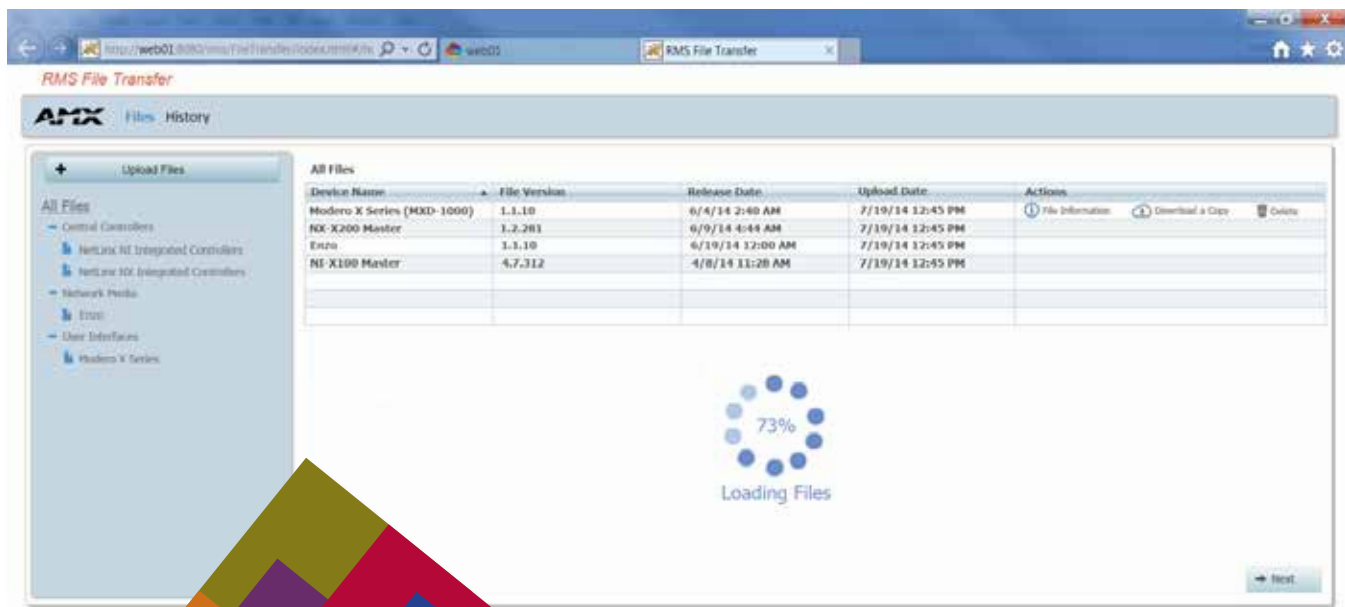 web01
web01
RMS File Transfer
RMS File Transfer
AMX Files History
Upload Files
All Files
Central Controllers
NetLinx NI Integrated Controllers
NetLinx NX Integrated Controllers
Network Media
Enzo
User Interfaces
Modero X Series
All Files
Device Name File Version Release Date Upload Date Actions
Modero X Series (MXD-1000) 1.1.10 6/4/14 2:40 AM 7/19/14 12:45 PM File Information Download a Copy Delete
NX-X200 Master 1.2.281 6/9/14 4:44 AM 7/19/14 12:45 PM
Enzo 1.1.10 6/19/14 12:00 AM 7/19/14 12:45 PM
NI-X100 Master 4.7.312 4/8/14 11:28 AM 7/19/14 12:45 PM
73%
Loading Files
Next